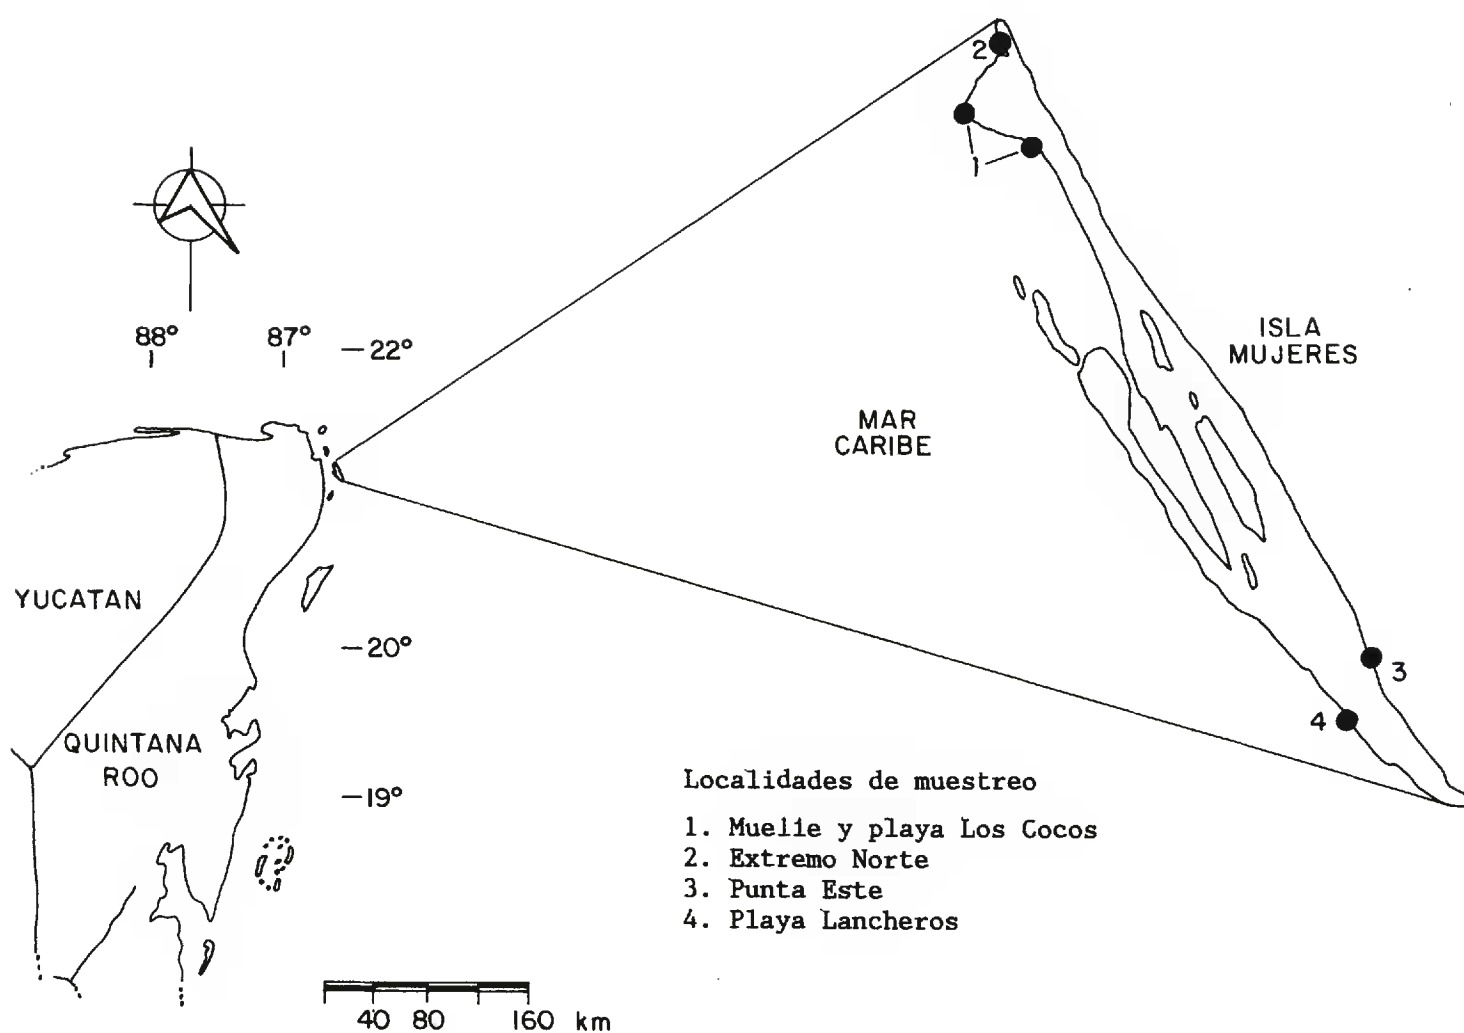 2
1
88°
87°
—22°
ISLA
MUJERES
MAR
CARIBE
YUCATAN
—20°
3
4
QUINTANA
ROO
—19°
Localidades de muestreo
1. Muelie y playa Los Cocos
2. Extremo Norte
3. Punta Este
4. Playa Lancheros
40 80 160 km